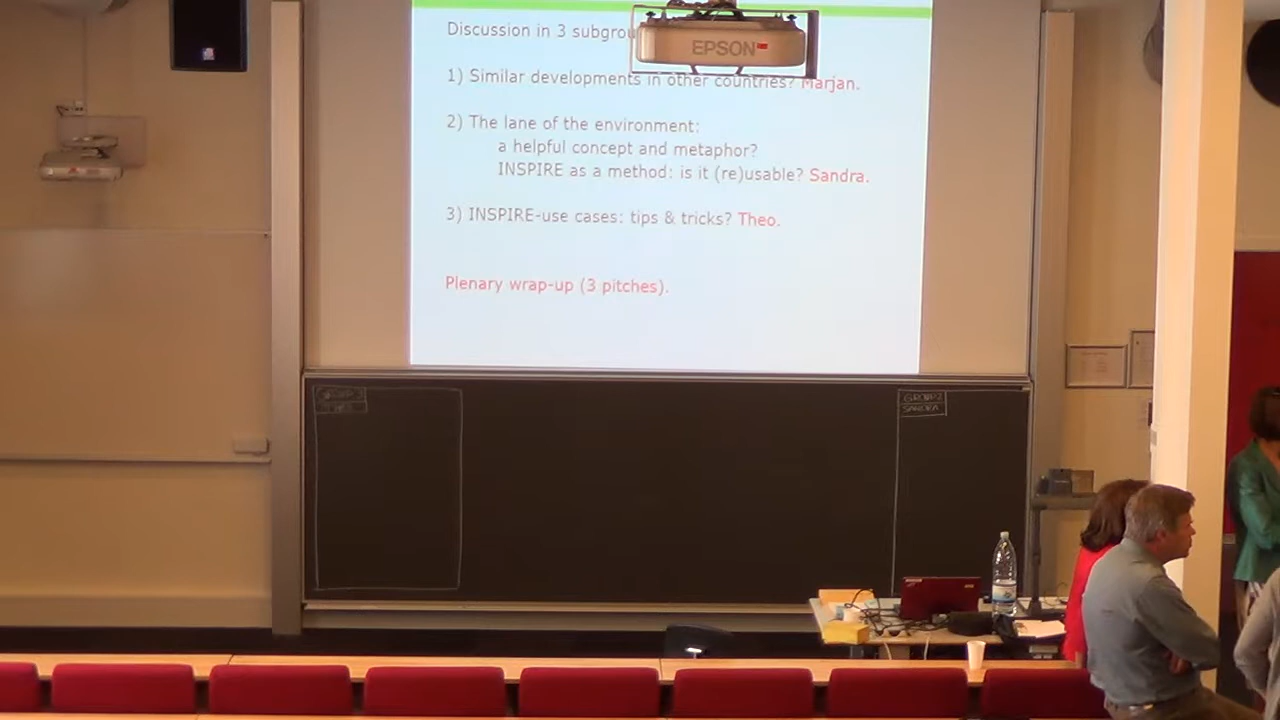 Discussion in 3 subgrou
EPSON
1) Similar developments in other countries? Marjan.
2) The lane of the environment:
a helpful concept and metaphor?
INSPIRE as a method: is it (re)usable? Sandra.
3) INSPIRE-use cases: tips & tricks? Theo.
Plenary wrap-up (3 pitches).
GROUP 3
GROUP 2
SANDRA